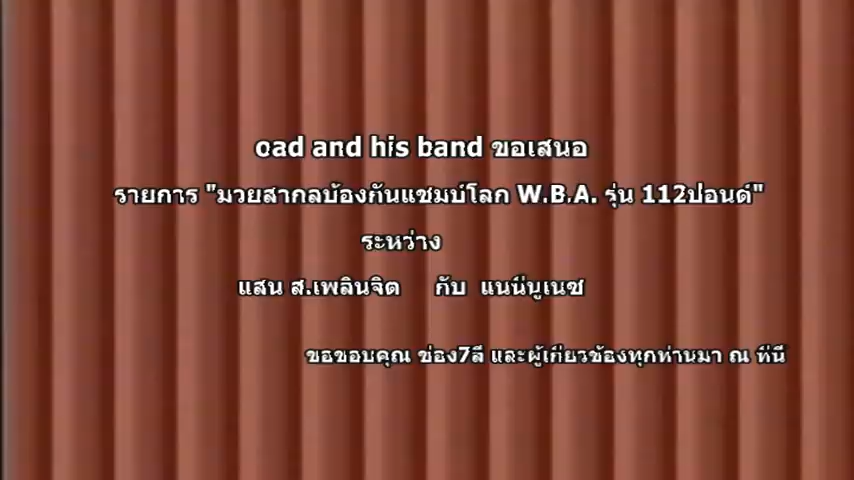 oad and his band ขอเสนอ
รายการ "มวยสากลป้องกันแชมป์โลก W.B.A. รุ่น 112ปอนด์"
ระหว่าง
แสน ส.เพลินจิต กับ แนนี่นูเนซ
ขอขอบคุณ ช่อง7สี และผู้เกี่ยวข้องทุกท่านมา ณ ที่นี้